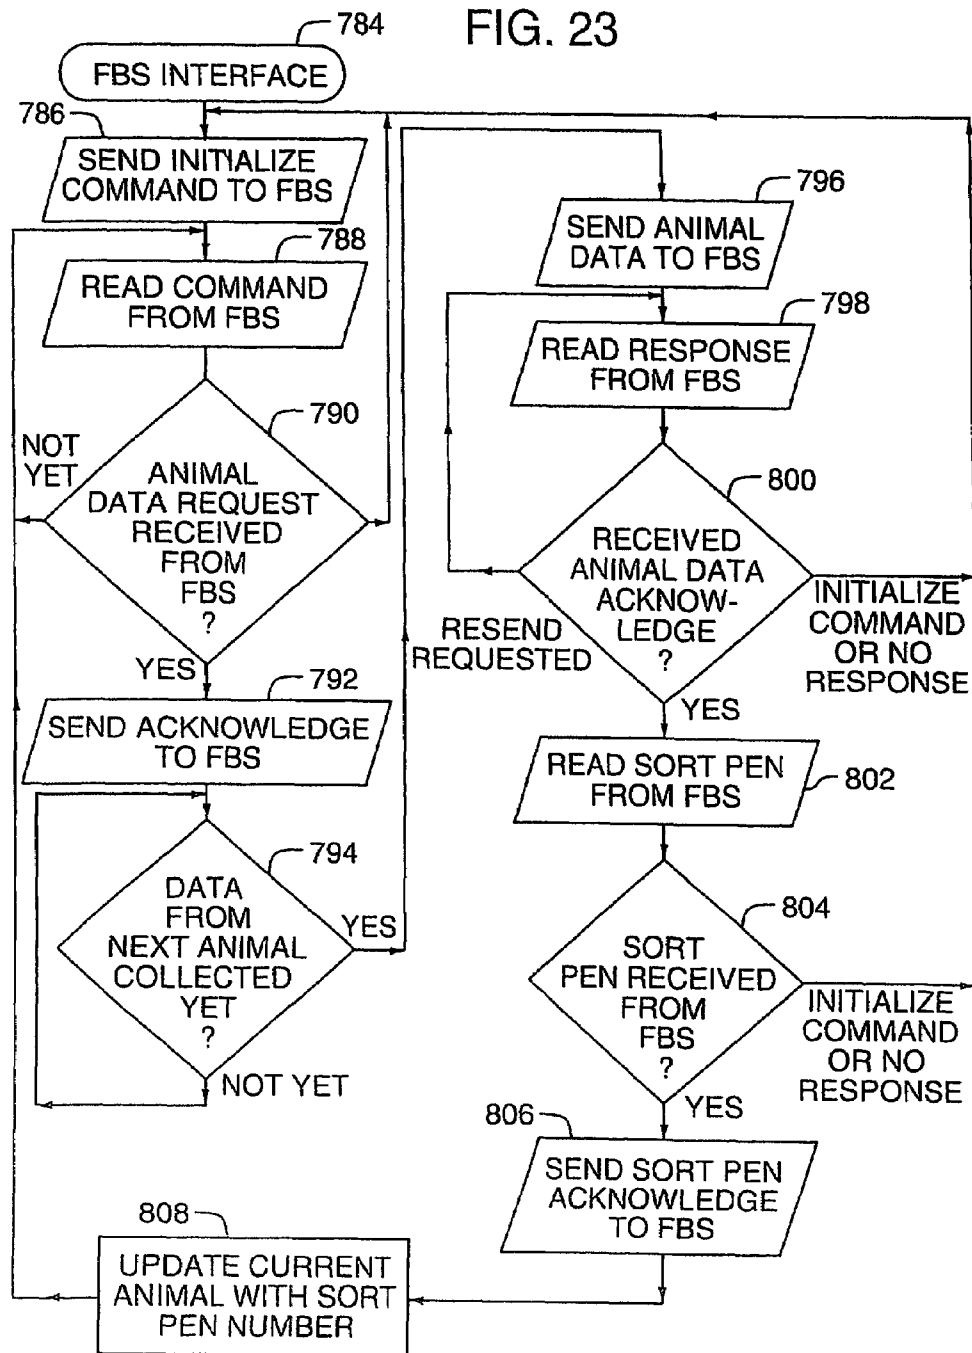 FIG. 23
784
FBS INTERFACE
786
SEND INITIALIZE
COMMAND TO FBS
788
READ COMMAND
FROM FBS
790
NOT
YET
ANIMAL
DATA REQUEST
RECEIVED
FROM
FBS
?
YES
792
SEND ACKNOWLEDGE
TO FBS
794
DATA
FROM
NEXT ANIMAL
COLLECTED
YET
?
YES
NOT YET
796
SEND ANIMAL
DATA TO FBS
798
READ RESPONSE
FROM FBS
800
RECEIVED
ANIMAL DATA
ACKNOW-
LEDGE
?
RESEND
REQUESTED
INITIALIZE
COMMAND
OR NO
RESPONSE
YES
READ SORT PEN
FROM FBS
802
804
SORT
PEN RECEIVED
FROM
FBS
?
INITIALIZE
COMMAND
OR NO
RESPONSE
YES
806
SEND SORT PEN
ACKNOWLEDGE
TO FBS
808
UPDATE CURRENT
ANIMAL WITH SORT
PEN NUMBER